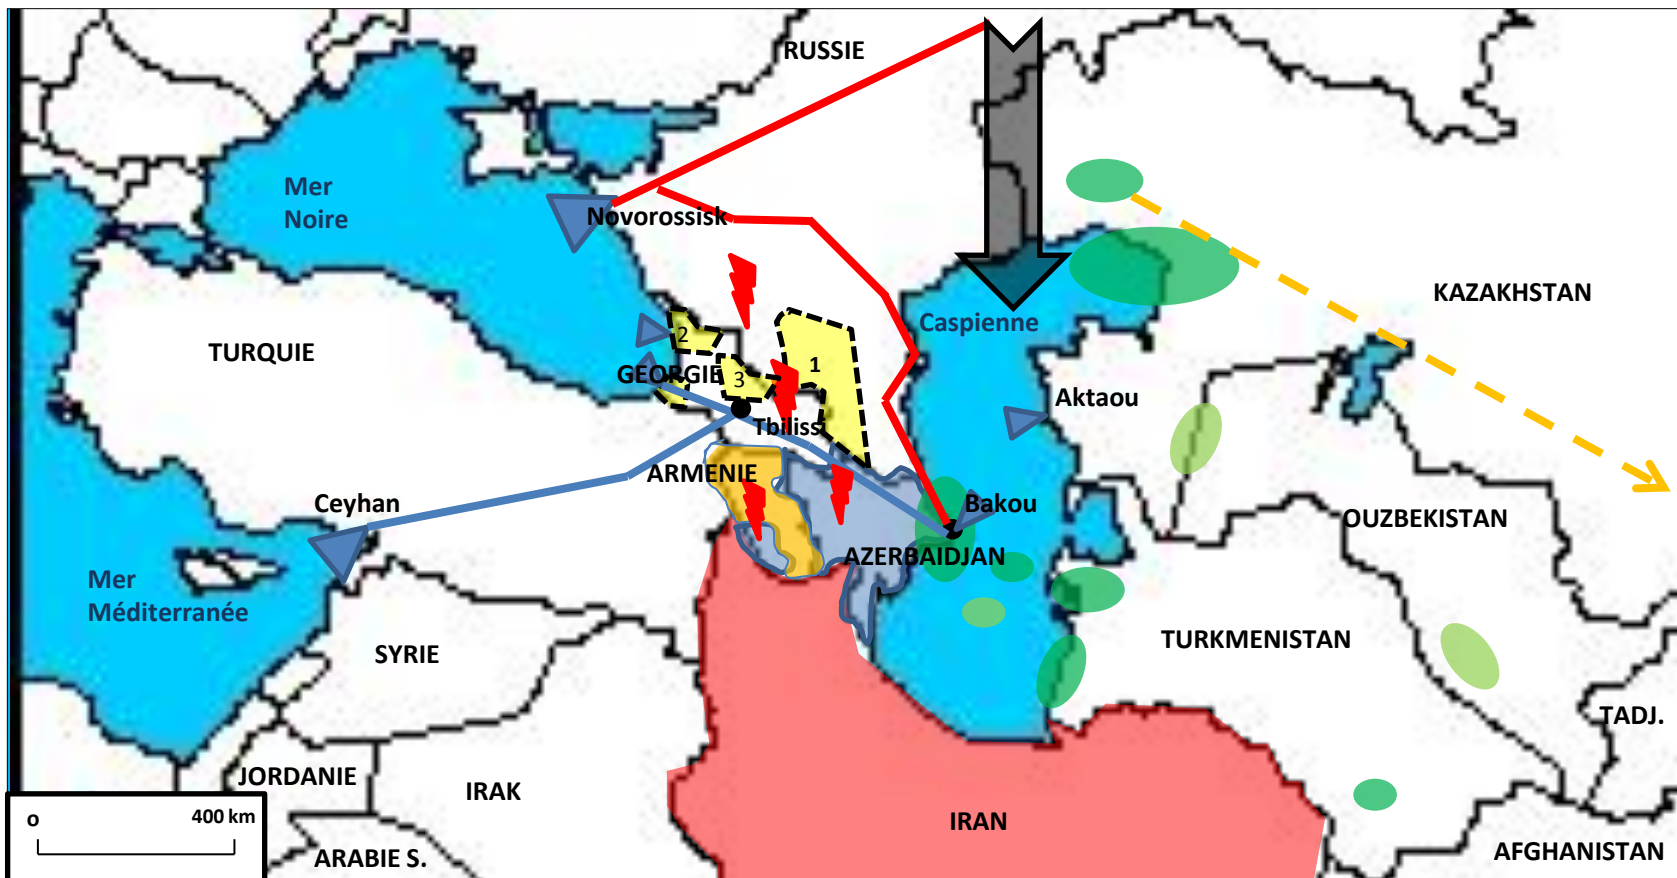 RUSSIE
Mer
Noire
Novorossisk
KAZAKHSTAN
Caspienne
2
TURQUIE
GEORGIE
3
1
Aktaou
Tbiliss
ARMENIE
Ceyhan
Bakou
OUZBEKISTAN
AZERBAIDJAN
Mer
Méditerranée
SYRIE
TURKMENISTAN
TADJ.
JORDANIE
IRAK
IRAN
o 400 km
ARABIE S.
AFGHANISTAN